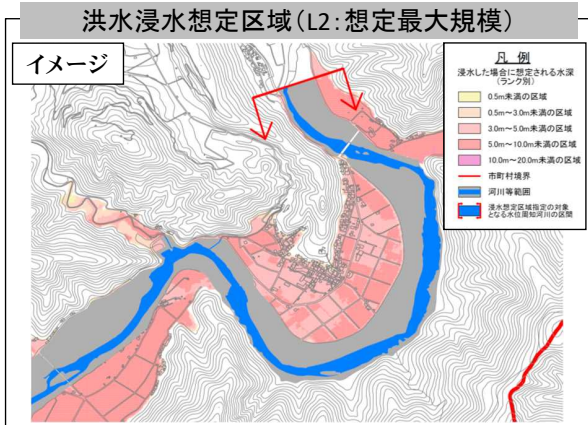 洪水浸水想定区域(L2:想定最大規模)
イメージ
凡 例
浸水した場合に想定される水深
(ランク別)
0.5m未満の区域
0.5m~3.0m未満の区域
3.0m~5.0m未満の区域
5.0m~10.0m未満の区域
10.0m~20.0m未満の区域
市町村境界
河川等範囲
浸水想定区域指定の対象
となる水位周知河川の区間